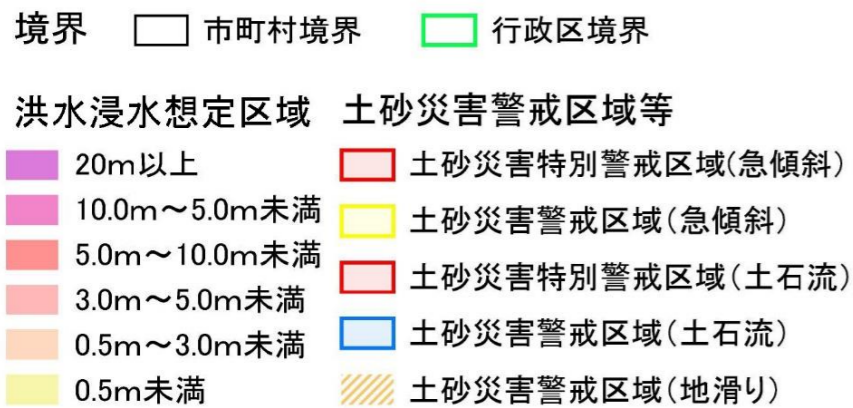 境界 市町村境界 行政区境界
洪水浸水想定区域
20m以上
10.0m～5.0m未満
5.0m～10.0m未満
3.0m～5.0m未満
0.5m～3.0m未満
0.5m未満
土砂災害警戒区域等
土砂災害特別警戒区域(急傾斜)
土砂災害警戒区域(急傾斜)
土砂災害特別警戒区域(土石流)
土砂災害警戒区域(土石流)
土砂災害警戒区域(地滑り)